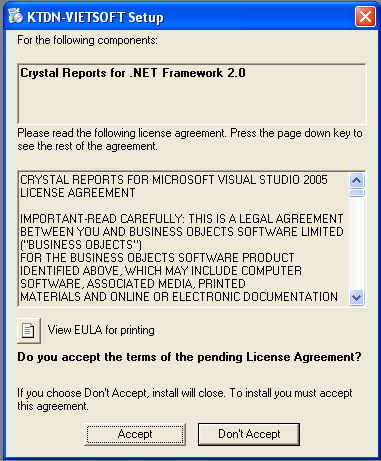 KTDN-VIETSOFT Setup
For the following components:
Crystal Reports for .NET Framework 2.0
Please read the following license agreement. Press the page down key to
see the rest of the agreement.
CRYSTAL REPORTS FOR MICROSOFT VISUAL STUDIO 2005
LICENSE AGREEMENT
IMPORTANT-READ CAREFULLY: THIS IS A LEGAL AGREEMENT
BETWEEN YOU AND BUSINESS OBJECTS SOFTWARE LIMITED
("BUSINESS OBJECTS")
FOR THE BUSINESS OBJECTS SOFTWARE PRODUCT
IDENTIFIED ABOVE, WHICH MAY INCLUDE COMPUTER
SOFTWARE, ASSOCIATED MEDIA, PRINTED
MATERIALS AND ONLINE OR ELECTRONIC DOCUMENTATION
View EULA for printing
Do you accept the terms of the pending License Agreement?
If you choose Don't Accept, install will close. To install you must accept
this agreement.
Accept
Don't Accept